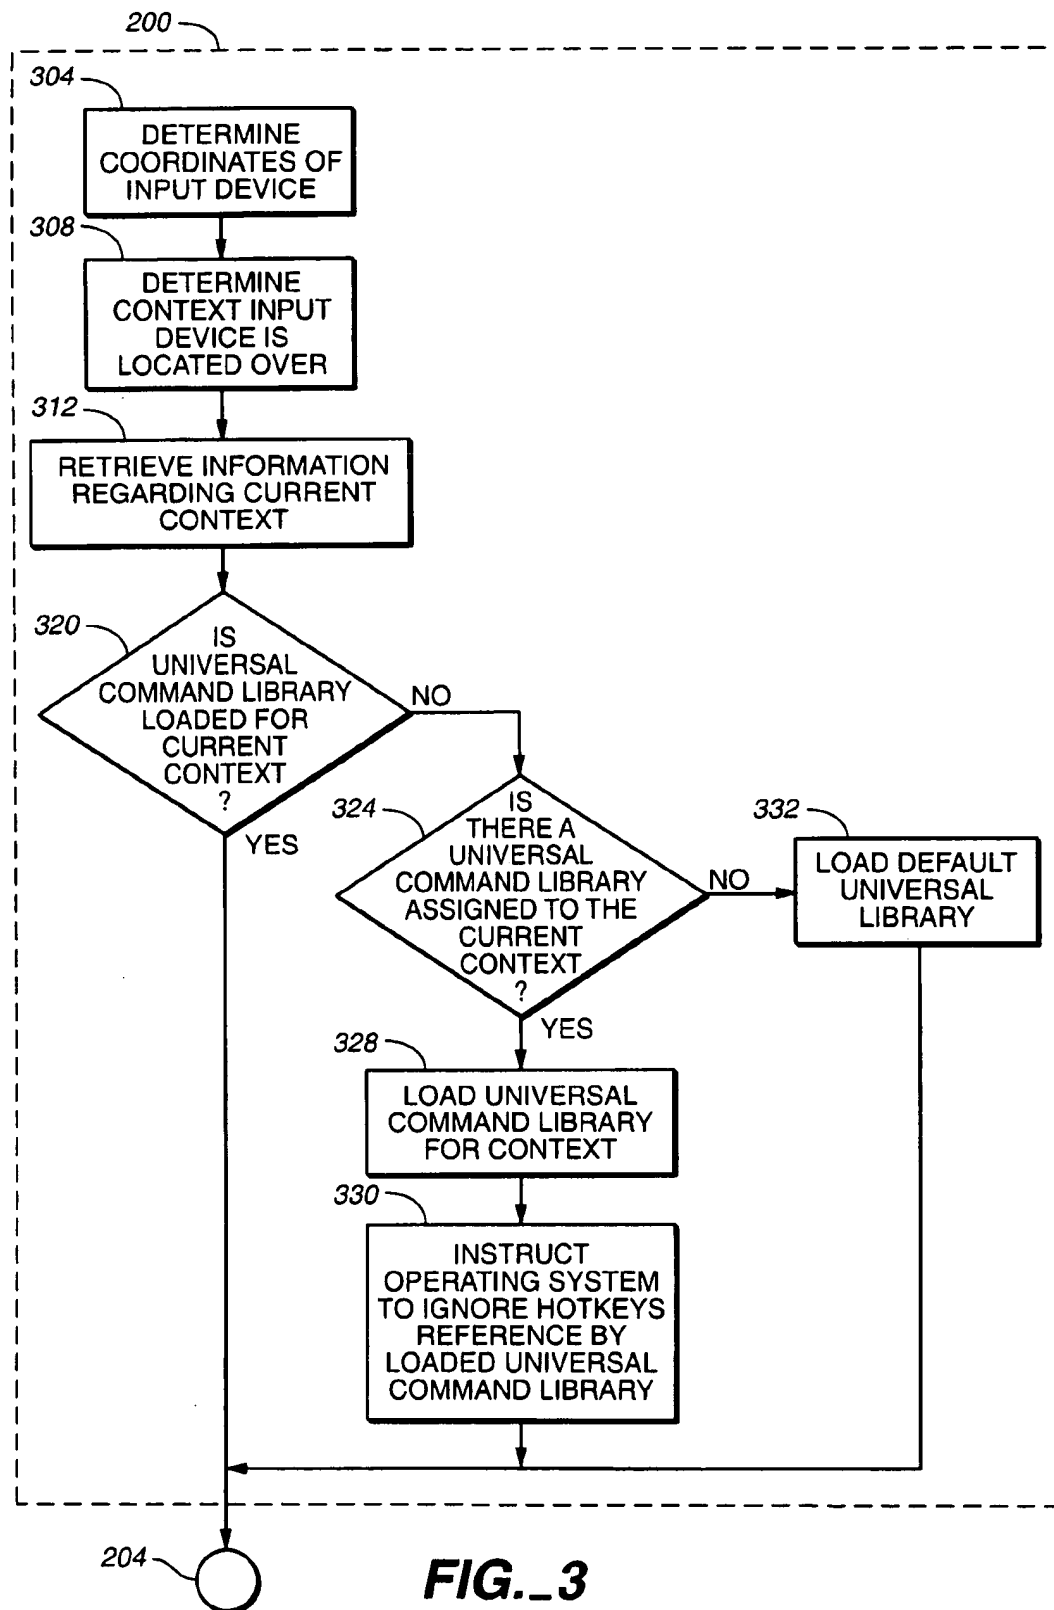 200
304
DETERMINE
COORDINATES OF
INPUT DEVICE
308
DETERMINE
CONTEXT INPUT
DEVICE IS
LOCATED OVER
312
RETRIEVE INFORMATION
REGARDING CURRENT
CONTEXT
320
IS
UNIVERSAL
COMMAND LIBRARY
LOADED FOR
CURRENT
CONTEXT
?
NO
YES
324
IS
THERE A
UNIVERSAL
COMMAND LIBRARY
ASSIGNED TO THE
CURRENT
CONTEXT
?
NO
YES
332
LOAD DEFAULT
UNIVERSAL
LIBRARY
328
LOAD UNIVERSAL
COMMAND LIBRARY
FOR CONTEXT
330
INSTRUCT
OPERATING SYSTEM
TO IGNORE HOTKEYS
REFERENCE BY
LOADED UNIVERSAL
COMMAND LIBRARY
204
FIG._3